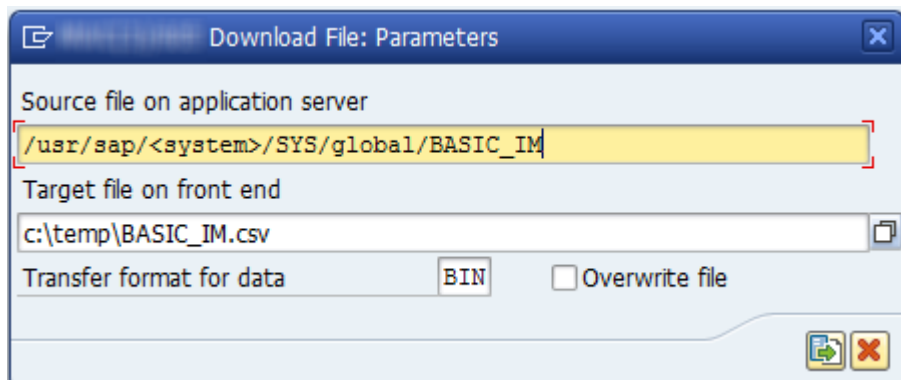 Download File: Parameters
Source file on application server
/usr/sap/<system>/SYS/global/BASIC_IM
Target file on front end
c:\temp\BASIC_IM.csv
Transfer format for data BIN Overwrite file